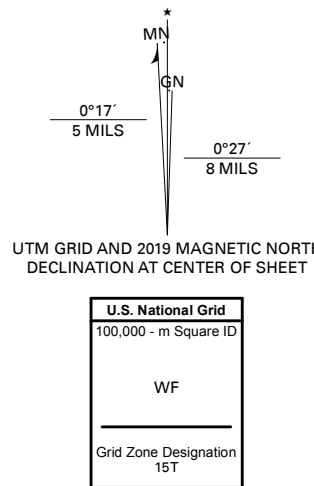 ★
MN
GN
0°17´
5 MILS
0°27´
8 MILS
UTM GRID AND 2019 MAGNETIC NORTH
DECLINATION AT CENTER OF SHEET
U.S. National Grid
100,000 - m Square ID
WF
Grid Zone Designation
15T